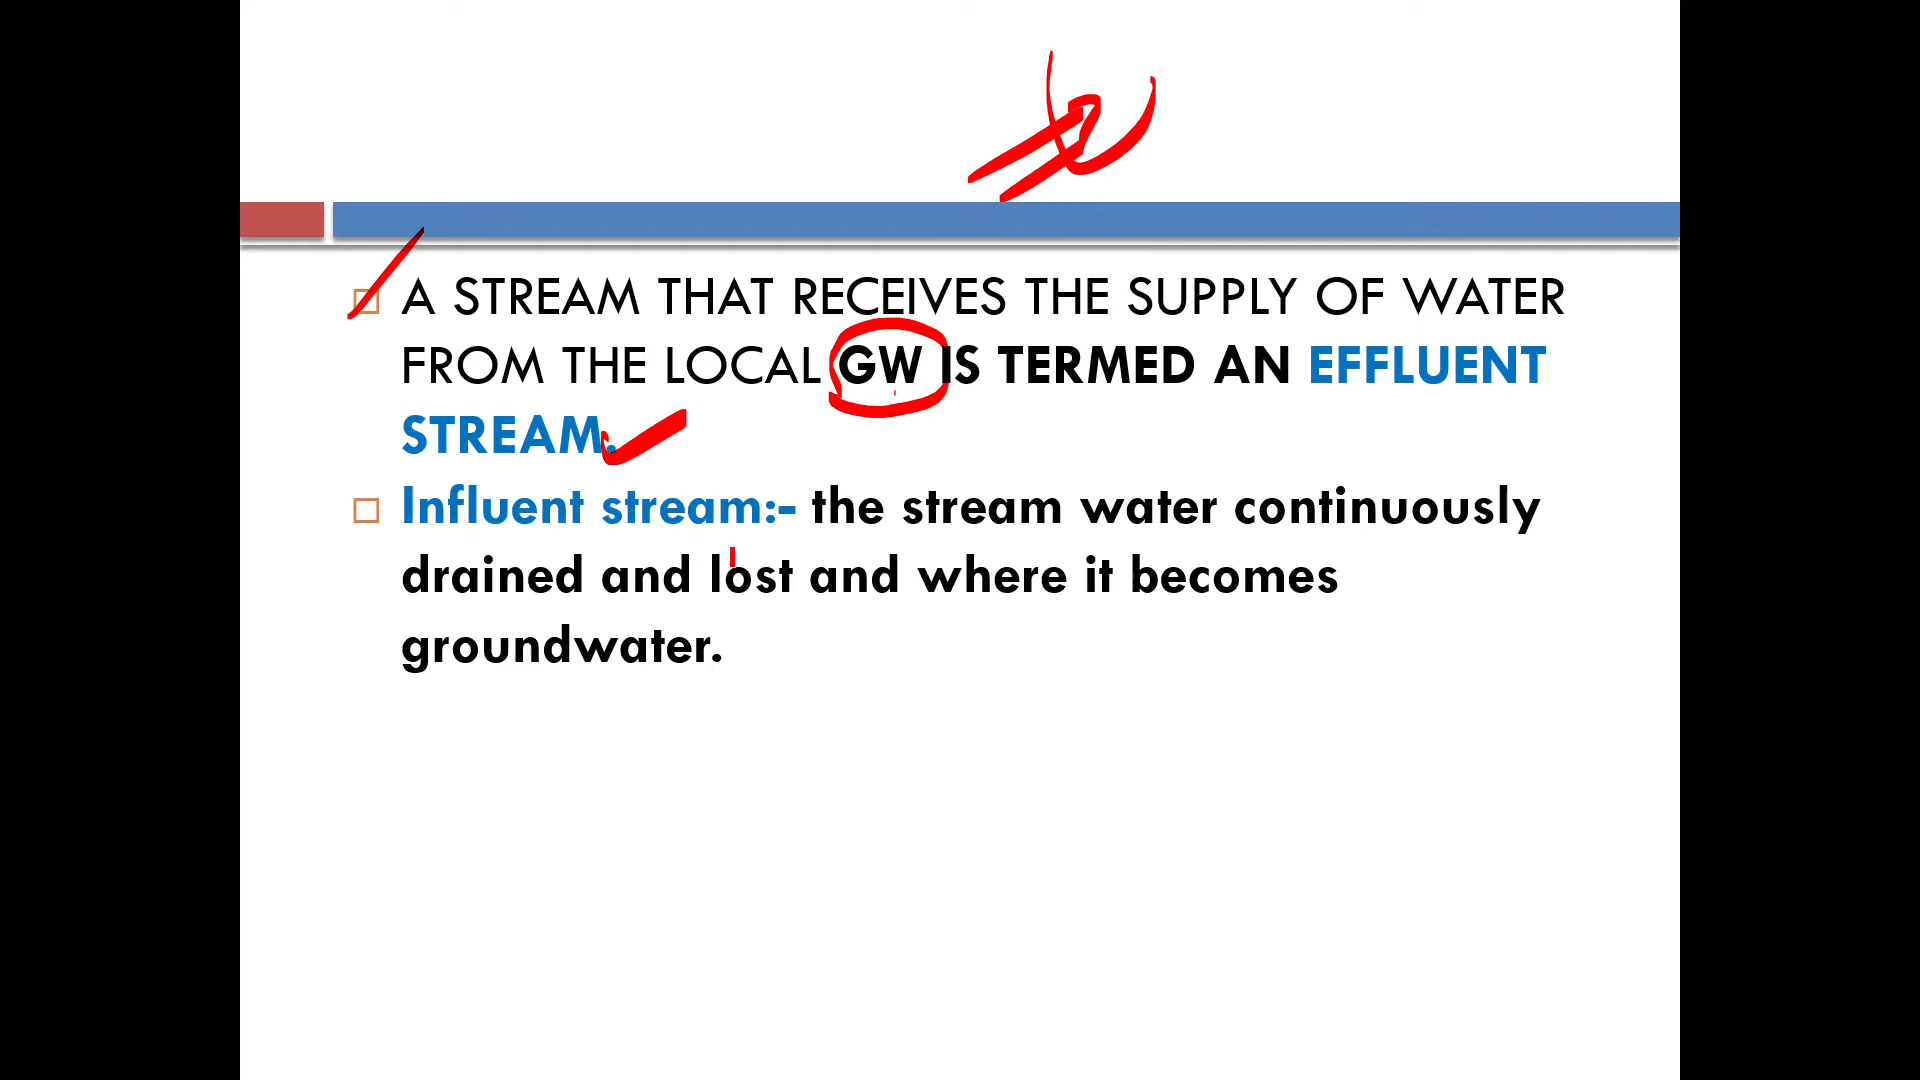 A STREAM THAT RECEIVES THE SUPPLY OF WATER
FROM THE LOCAL GW IS TERMED AN EFFLUENT
STREAM.
Influent stream:- the stream water continuously
drained and lost and where it becomes
groundwater.